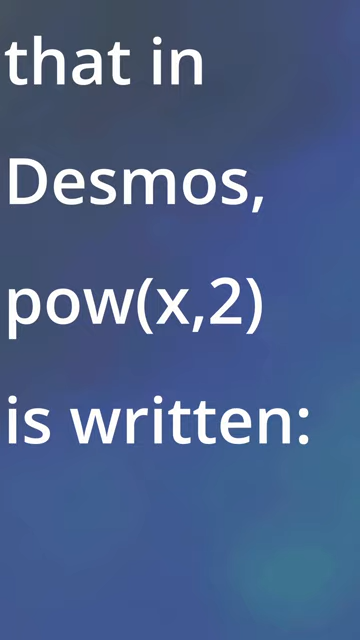 that in
Desmos,
pow(x,2)
is written: